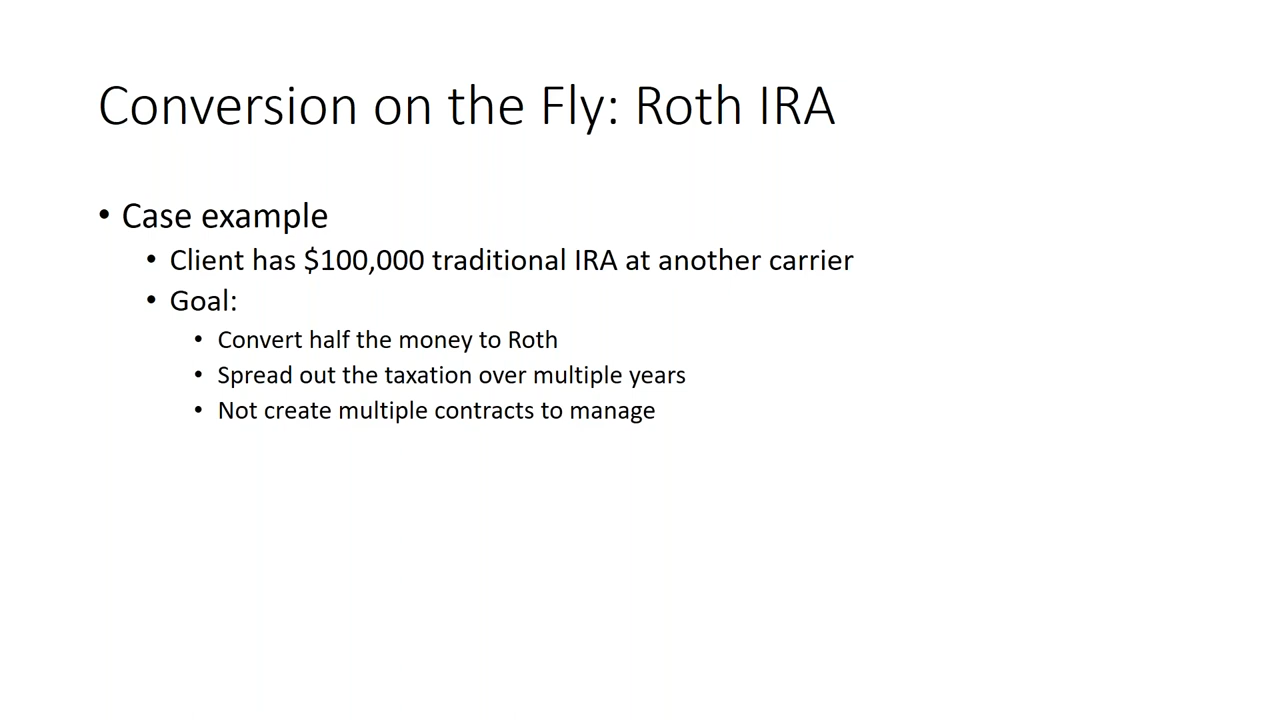 Conversion on the Fly: Roth IRA
• Case example
• Client has $100,000 traditional IRA at another carrier
• Goal:
• Convert half the money to Roth
• Spread out the taxation over multiple years
• Not create multiple contracts to manage